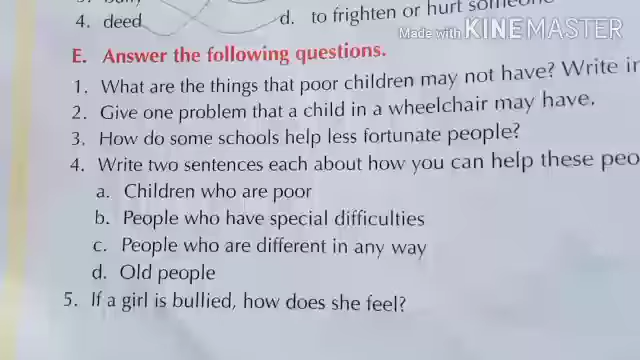 4. deed
d. to frighten or hurt someone
Made with KINEMASTER
E. Answer the following questions.
1. What are the things that poor children may not have? Write
2. Give one problem that a child in a wheelchair may have.
3. How do some schools help less fortunate people?
4. Write two sentences each about how you can help these
a. Children who are poor
b. People who have special difficulties
c. People who are different in any way
d. Old people
5. If a girl is bullied, how does she feel?